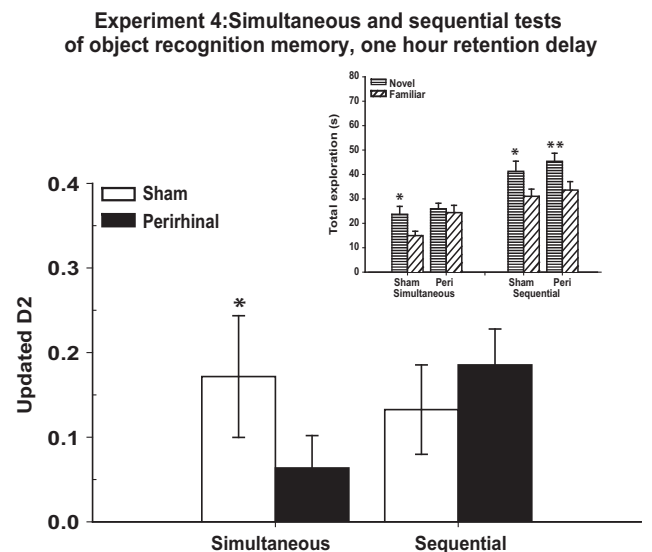 Experiment 4:Simultaneous and sequential tests
of object recognition memory, one hour retention delay
80
70
60
50
40
30
20
10
0
Total exploration (s)
Novel
Familiar
*
*
**
Sham Peri Sham Peri
Simultaneous Sequential
0.4
0.3
0.2
0.1
0.0
Updated D2
Sham
Perirhinal
*
Simultaneous Sequential